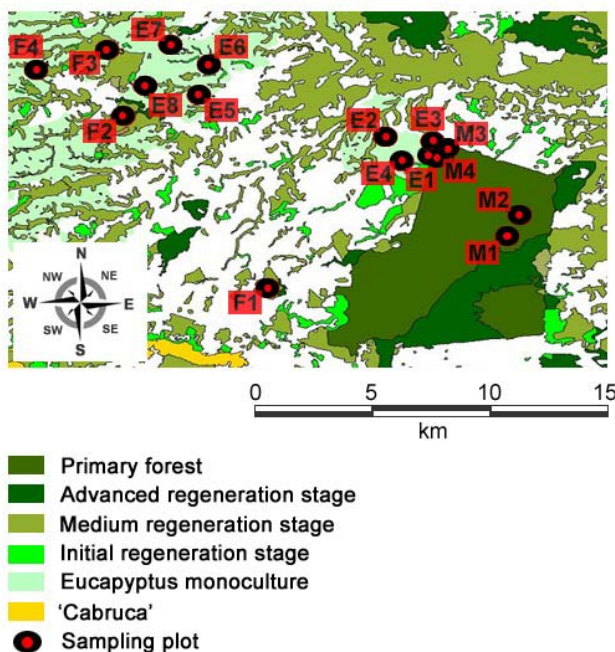 E7
F4
F3
E6
E8
E5
F2
E2
E3
M3
E4
E1
M4
M2
M1
F1
N
NW
NE
W
E
SW
SE
S
0
5
10
15
km
Primary forest
Advanced regeneration stage
Medium regeneration stage
Initial regeneration stage
Eucapyptus monoculture
'Cabruca'
Sampling plot